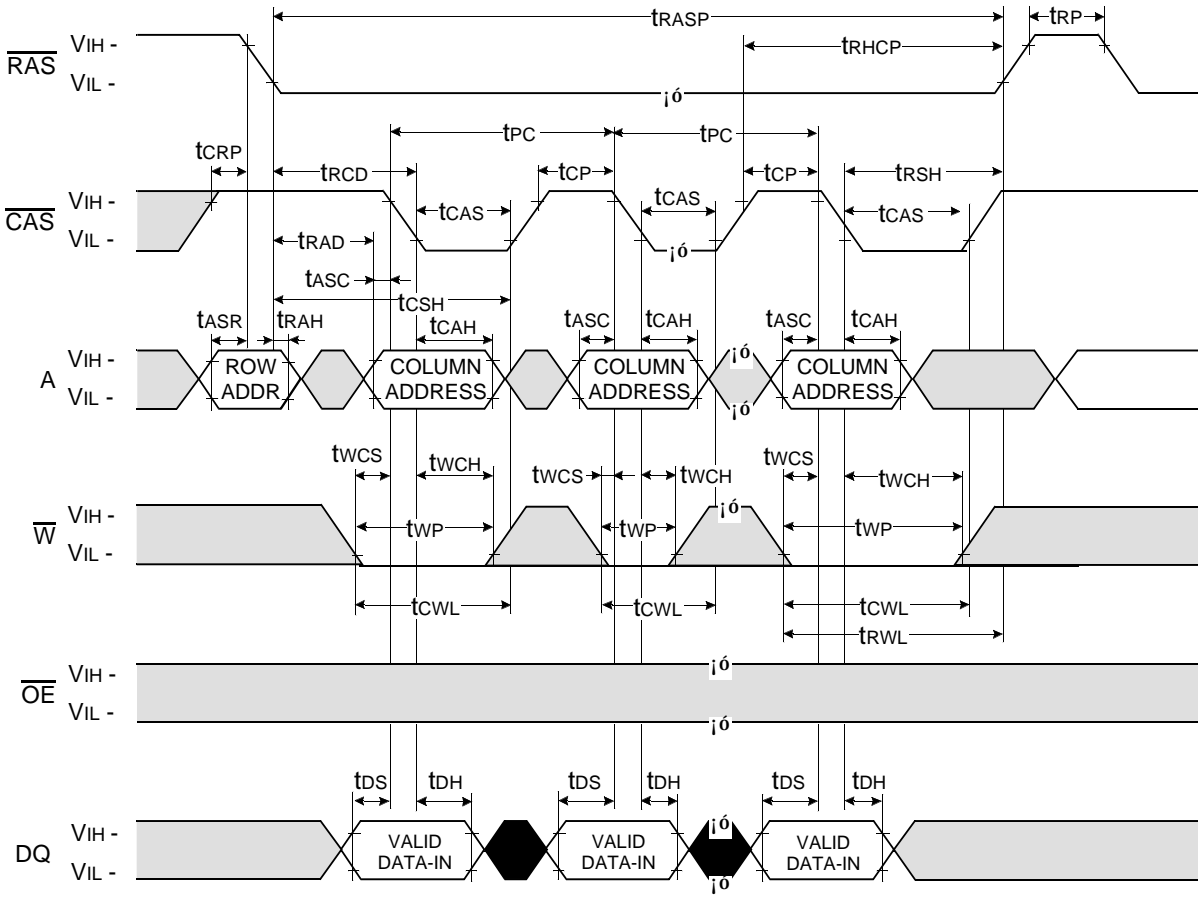 tRASP
tRP
tRHCP
RAS
VIH -
VIL -
¡ó
tCRP
tPC
tPC
tRCD
tCP
tCP
tRSH
CAS
VIH -
VIL -
tCAS
tCAS
tCAS
¡ó
tRAD
tASC
tCSH
tASR
tRAH
tCAH
tASC
tCAH
tASC
tCAH
A
VIH -
VIL -
ROW
ADDR
COLUMN
ADDRESS
COLUMN
ADDRESS
COLUMN
ADDRESS
¡ó
¡ó
tWCS
tWCH
tWCS
tWCH
tWCS
tWCH
W
VIH -
VIL -
¡ó
tWP
tWP
tWP
tCWL
tCWL
tCWL
tRWL
OE
VIH -
VIL -
¡ó
¡ó
tDS
tDH
tDS
tDH
tDS
tDH
DQ
VIH -
VIL -
VALID
DATA-IN
VALID
DATA-IN
VALID
DATA-IN
¡ó
¡ó